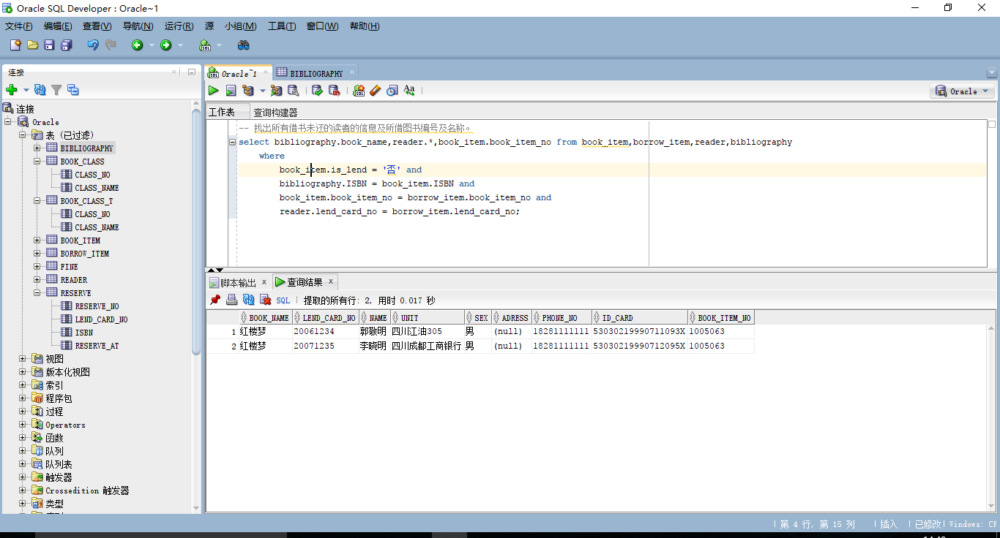 Oracle SQL Developer : Oracle~1
文件(F) 编辑(E) 查看(V) 导航(N) 运行(R) 源 小组(M) 工具(T) 窗口(W) 帮助(H)
连接
连接
Oracle
表 (已过滤)
BIBLIOGRAPHY
BOOK_CLASS
CLASS_NO
CLASS_NAME
BOOK_CLASS_T
CLASS_NO
CLASS_NAME
BOOK_ITEM
BORROW_ITEM
FINE
READER
RESERVE
RESERVE_NO
LEND_CARD_NO
ISBN
RESERVE_AT
视图
版本化视图
索引
程序包
过程
Operators
函数
队列
队列表
触发器
Crossedition 触发器
类型
Oracle~1 BIBLIOGRAPHY
Oracle
工作表 查询构建器
-- 找出所有借书未还的读者的信息及所借图书编号及名称。
select bibliography.book_name,reader.*,book_item.book_item_no from book_item,borrow_item,reader,bibliography
where
book_item.is_lend = '否' and
bibliography.ISBN = book_item.ISBN and
book_item.book_item_no = borrow_item.book_item_no and
reader.lend_card_no = borrow_item.lend_card_no;
脚本输出 x 查询结果 x
SQL | 提取的所有行: 2, 用时 0.017 秒
BOOK_NAME LEND_CARD_NO NAME UNIT SEX ADRESS PHONE_NO ID_CARD BOOK_ITEM_NO
1 红楼梦 20061234 郭敬明 四川江油305 男 (null) 18281111111 53030219990711093X 1005063
2 红楼梦 20071235 李晓明 四川成都工商银行 男 (null) 18281111111 53030219990712095X 1005063
第 4 行, 第 15 列 | 插入 | 已修改| Windows: CF